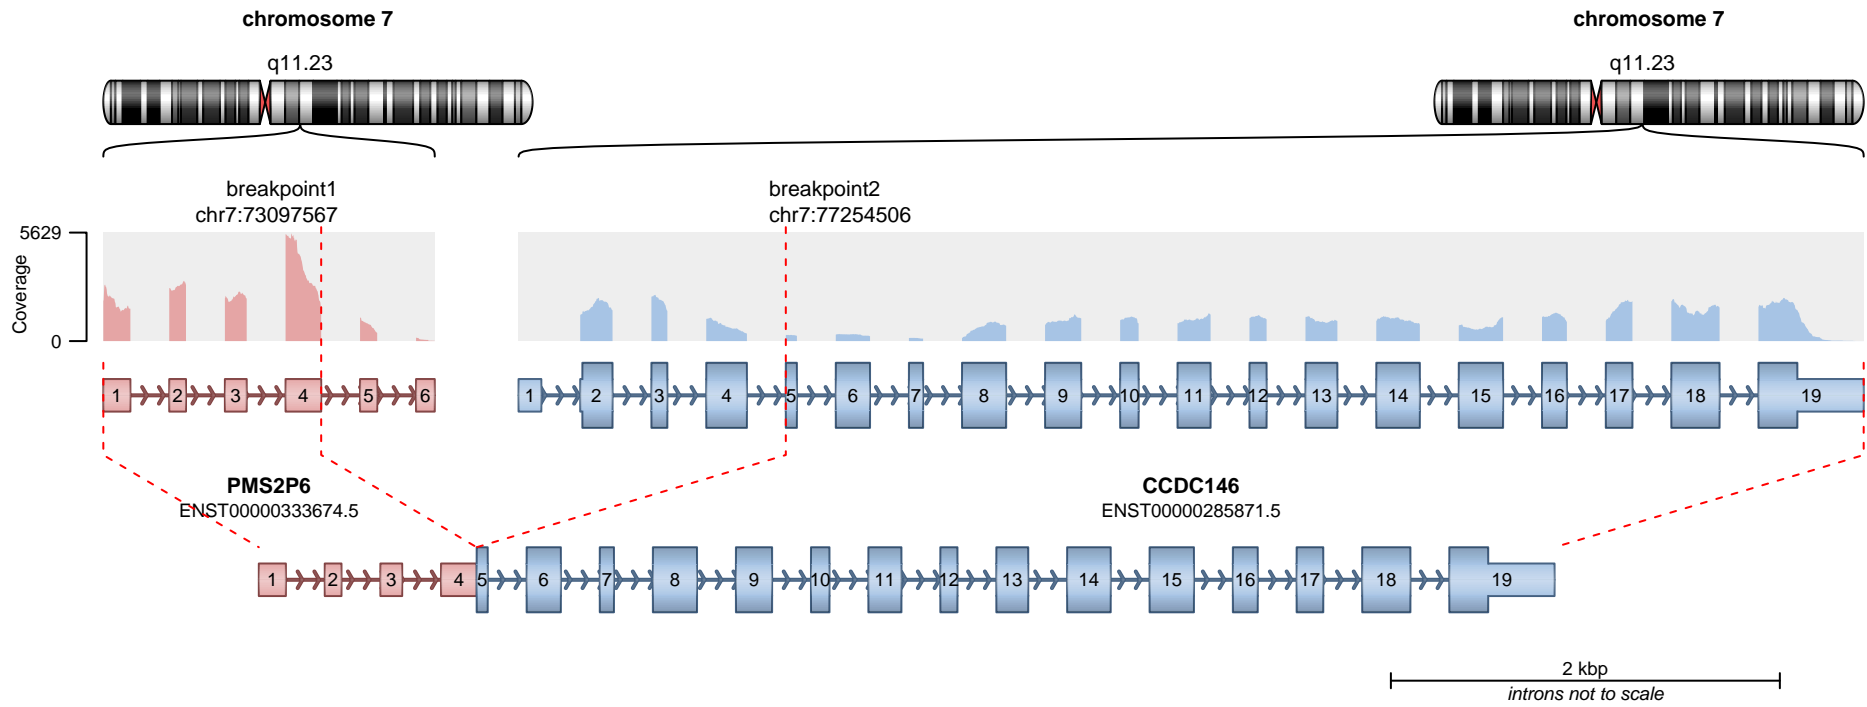 chromosome 7
chromosome 7
q11.23
q11.23
breakpoint1
chr7:73097567
breakpoint2
chr7:77254506
5629
Coverage
0
1 2 3 4 5 6
1 2 3 4 5 6 7 8 9 10 11 12 13 14 15 16 17 18 19
PMS2P6
ENST00000333674.5
CCDC146
ENST00000285871.5
1 2 3 4 5 6 7 8 9 10 11 12 13 14 15 16 17 18 19
2 kbp
introns not to scale